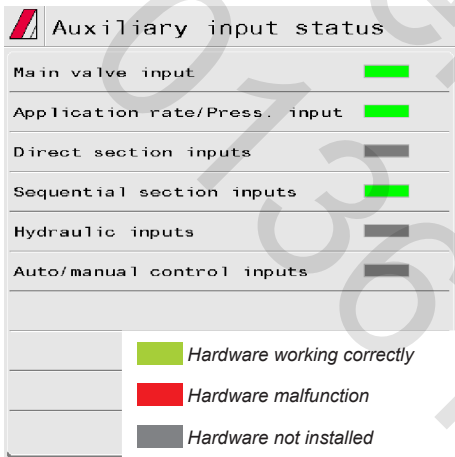 Auxiliary input status
Main valve input
Application rate/Press. input
Direct section inputs
Sequential section inputs
Hydraulic inputs
Auto/manual control inputs
Hardware working correctly
Hardware malfunction
Hardware not installed